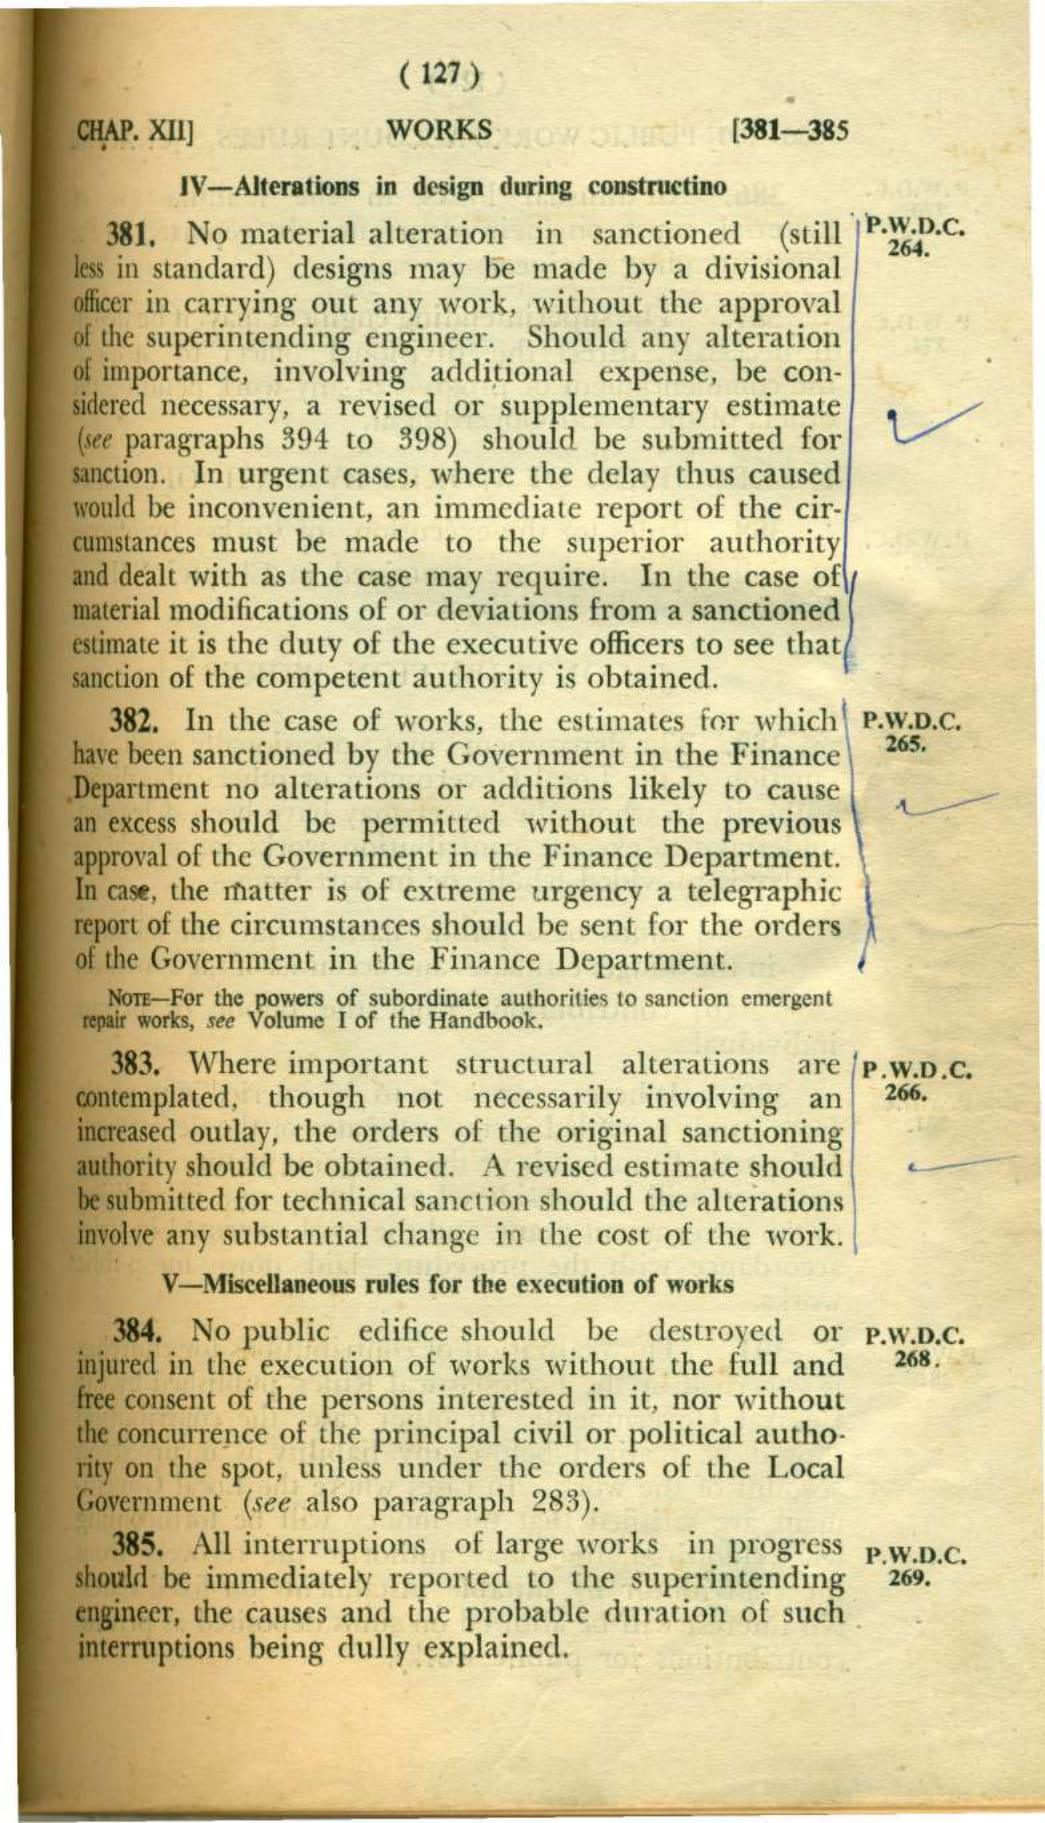 ( 127 )
CHAP. XII] WORKS [381—385
IV—Alterations in design during constructino
381. No material alteration in sanctioned (still P.W.D.C.
less in standard) designs may be made by a divisional 264.
officer in carrying out any work, without the approval
of the superintending engineer. Should any alteration
of importance, involving additional expense, be con-
sidered necessary, a revised or supplementary estimate
(see paragraphs 394 to 398) should be submitted for
sanction. In urgent cases, where the delay thus caused
would be inconvenient, an immediate report of the cir-
cumstances must be made to the superior authority
and dealt with as the case may require. In the case of
material modifications of or deviations from a sanctioned
estimate it is the duty of the executive officers to see that
sanction of the competent authority is obtained.
382. In the case of works, the estimates for which P.W.D.C.
have been sanctioned by the Government in the Finance 265.
Department no alterations or additions likely to cause
an excess should be permitted without the previous
approval of the Government in the Finance Department.
In case, the matter is of extreme urgency a telegraphic
report of the circumstances should be sent for the orders
of the Government in the Finance Department.
NOTE—For the powers of subordinate authorities to sanction emergent
repair works, see Volume I of the Handbook.
383. Where important structural alterations are P.W.D.C.
contemplated, though not necessarily involving an 266.
increased outlay, the orders of the original sanctioning
authority should be obtained. A revised estimate should
be submitted for technical sanction should the alterations
involve any substantial change in the cost of the work.
V—Miscellaneous rules for the execution of works
384. No public edifice should be destroyed or P.W.D.C.
injured in the execution of works without the full and 268.
free consent of the persons interested in it, nor without
the concurrence of the principal civil or political autho-
rity on the spot, unless under the orders of the Local
Government (see also paragraph 283).
385. All interruptions of large works in progress P.W.D.C.
should be immediately reported to the superintending 269.
engineer, the causes and the probable duration of such
interruptions being dully explained.